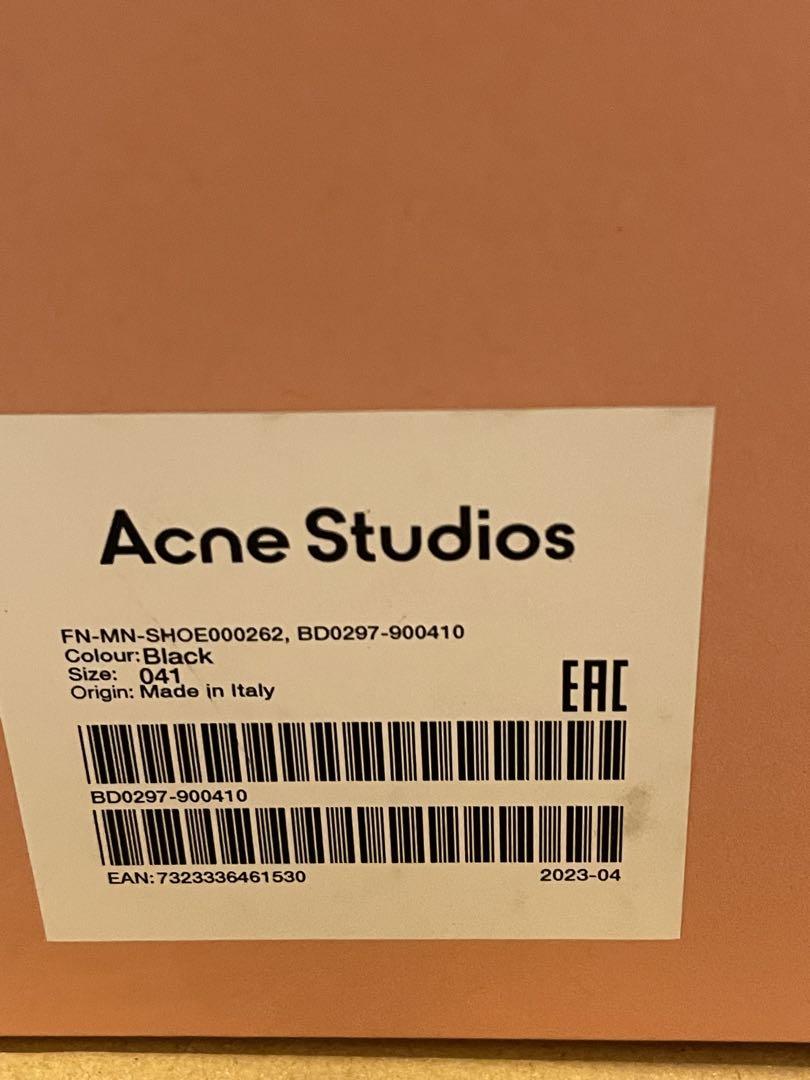 Acne Studios
FN-MN-SHOE000262, BD0297-900410
Colour: Black
Size: 041
Origin: Made in Italy
EAC
BD0297-900410
EAN: 7323336461530
2023-04